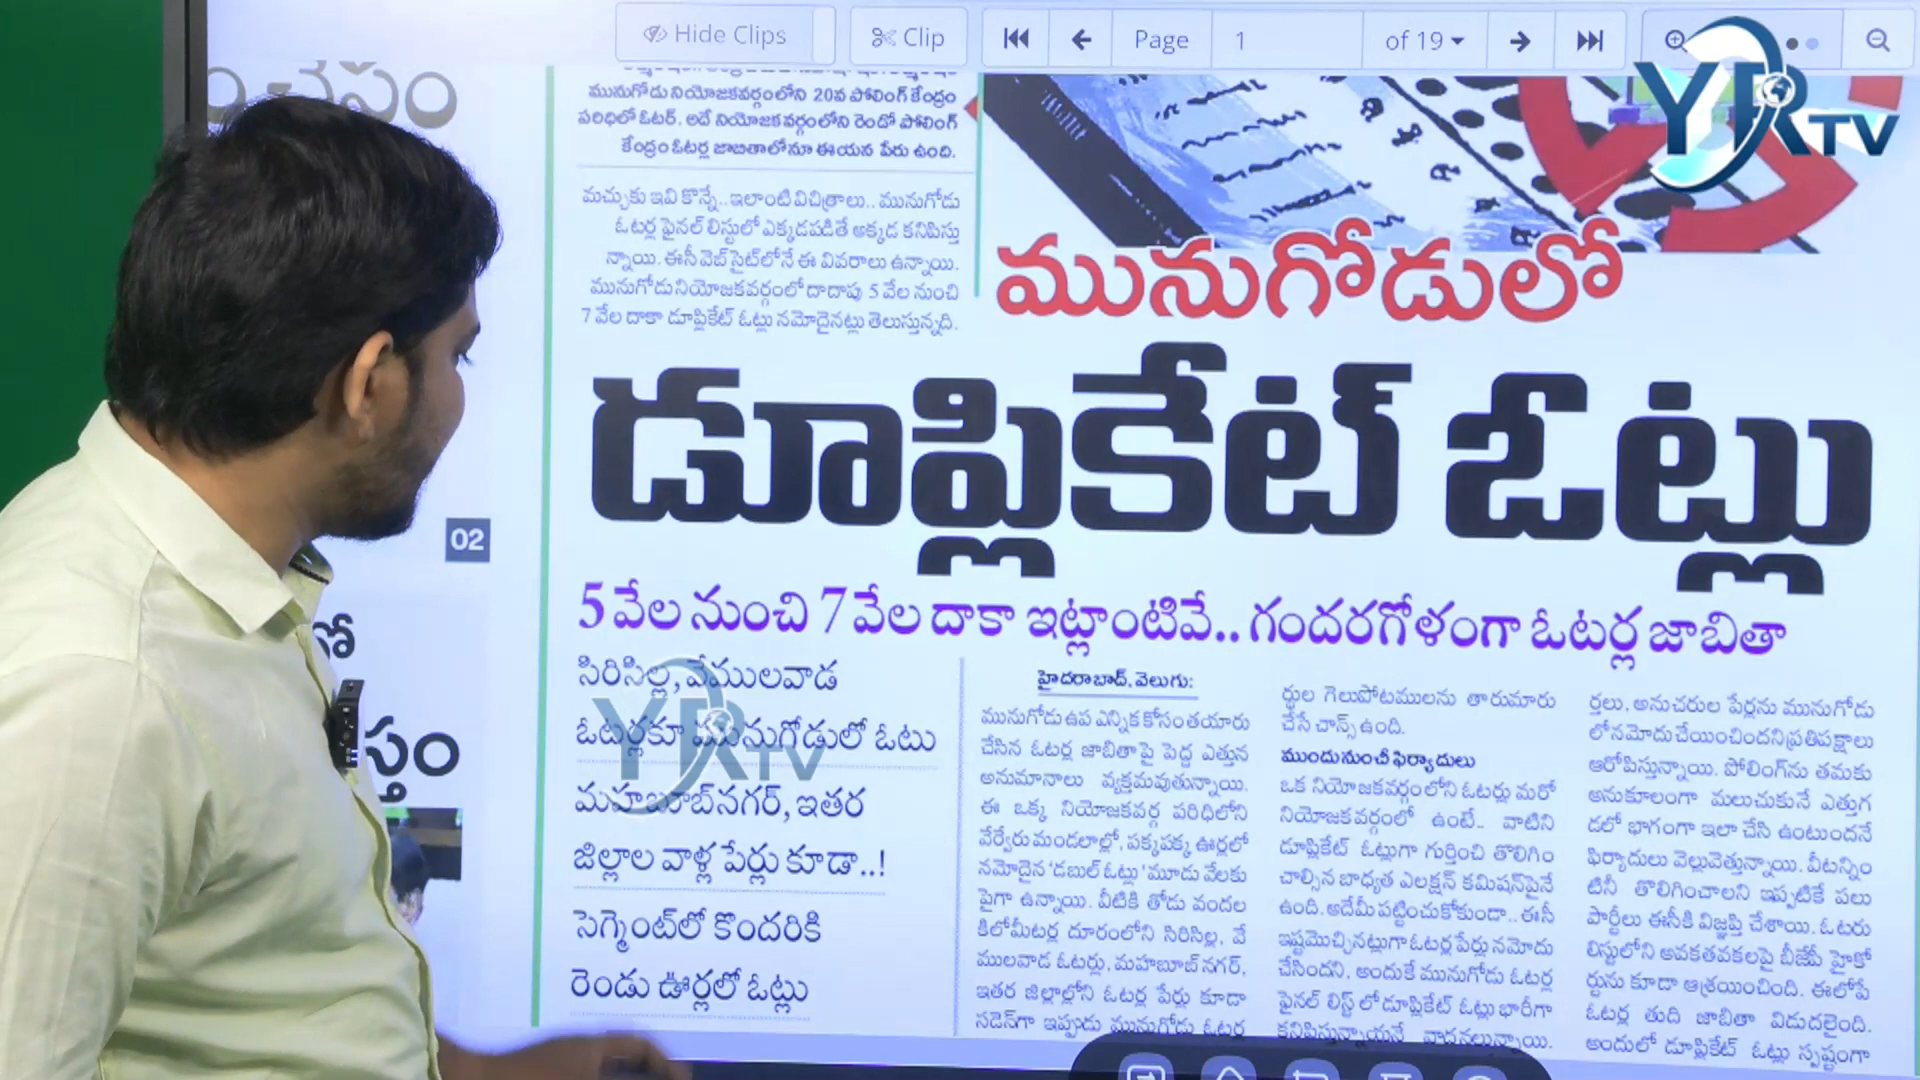 Hide Clips
Clip
Page
1
of 19
YR TV
02
స్తం
మునుగోడు నియోజకవర్గంలోని 20వ పోలింగ్ కేంద్రం
పరిధిలో ఓటర్. అదే నియోజకవర్గంలోని రెండో పోలింగ్
కేంద్రం ఓటర్ల జాబితాలోనూ ఈయన పేరు ఉంది.
మచ్చుకు ఇవి కొన్నే.. ఇలాంటి విచిత్రాలు.. మునుగోడు
ఓటర్ల ఫైనల్ లిస్టులో ఎక్కడపడితే అక్కడ కనిపిస్తు
న్నాయి. ఈసీ వెబ్ సైట్‌లోనే ఈ వివరాలు ఉన్నాయి.
మునుగోడు నియోజకవర్గంలో దాదాపు 5 వేల నుంచి
7 వేల దాకా డూప్లికేట్ ఓట్లు నమోదైనట్లు తెలుస్తున్నది.
మునుగోడులో
డూప్లికేట్ ఓట్లు
5 వేల నుంచి 7 వేల దాకా ఇట్లాంటివే.. గందరగోళంగా ఓటర్ల జాబితా
సిరిసిల్ల, వేములవాడ
ఓటర్లకూ మునుగోడులో ఓటు
మహబూబ్‌నగర్, ఇతర
జిల్లాల వాళ్ల పేర్లు కూడా..!
సెగ్మెంట్‌లో కొందరికి
రెండు ఊర్లలో ఓట్లు
YR TV
హైదరాబాద్, వెలుగు:
మునుగోడు ఉప ఎన్నిక కోసం తయారు
చేసిన ఓటర్ల జాబితాపై పెద్ద ఎత్తున
అనుమానాలు వ్యక్తమవుతున్నాయి.
ఈ ఒక్క నియోజకవర్గ పరిధిలోని
వేర్వేరు మండలాల్లో, పక్కపక్క ఊర్లలో
నమోదైన 'డబుల్ ఓట్లు' మూడు వేలకు
పైగా ఉన్నాయి. వీటికి తోడు వందల
కిలోమీటర్ల దూరంలోని సిరిసిల్ల, వే
ములవాడ ఓటర్లు, మహబూబ్ నగర్,
ఇతర జిల్లాల్లోని ఓటర్ల పేర్లు కూడా
సడెన్‌గా ఇప్పుడు మునుగోడు ఓటర్ల
ర్థుల గెలుపోటములను తారుమారు
చేసే చాన్స్ ఉంది.
ముందు నుంచీ ఫిర్యాదులు
ఒక నియోజకవర్గంలోని ఓటర్లు మరో
నియోజకవర్గంలో ఉంటే.. వాటిని
డూప్లికేట్ ఓట్లుగా గుర్తించి తొలగిం
చాల్సిన బాధ్యత ఎలక్షన్ కమిషన్‌పైనే
ఉంది. అదేమీ పట్టించుకోకుండా.. ఈసీ
ఇష్టమొచ్చినట్లుగా ఓటర్ల పేర్లు నమోదు
చేసిందని, అందుకే మునుగోడు ఓటర్ల
ఫైనల్ లిస్ట్ లో డూప్లికేట్ ఓట్లు భారీగా
కనిపిస్తున్నాయనే వాదనలున్నాయి.
ర్తలు, అనుచరుల పేర్లను మునుగోడు
లో నమోదు చేయించిందని ప్రతిపక్షాలు
ఆరోపిస్తున్నాయి. పోలింగ్‌ను తమకు
అనుకూలంగా మలుచుకునే ఎత్తుగ
డలో భాగంగా ఇలా చేసి ఉంటుందనే
ఫిర్యాదులు వెల్లువెత్తున్నాయి. వీటన్నిం
టినీ తొలిగించాలని ఇప్పటికే పలు
పార్టీలు ఈసీకి విజ్ఞప్తి చేశాయి. ఓటరు
లిస్టులోని అవకతవకలపై బీజేపీ హైకో
ర్టును కూడా ఆశ్రయించింది. ఈలోపే
ఓటర్ల తుది జాబితా విడుదలైంది.
అందులో డూప్లికేట్ ఓట్లు స్పష్టంగా